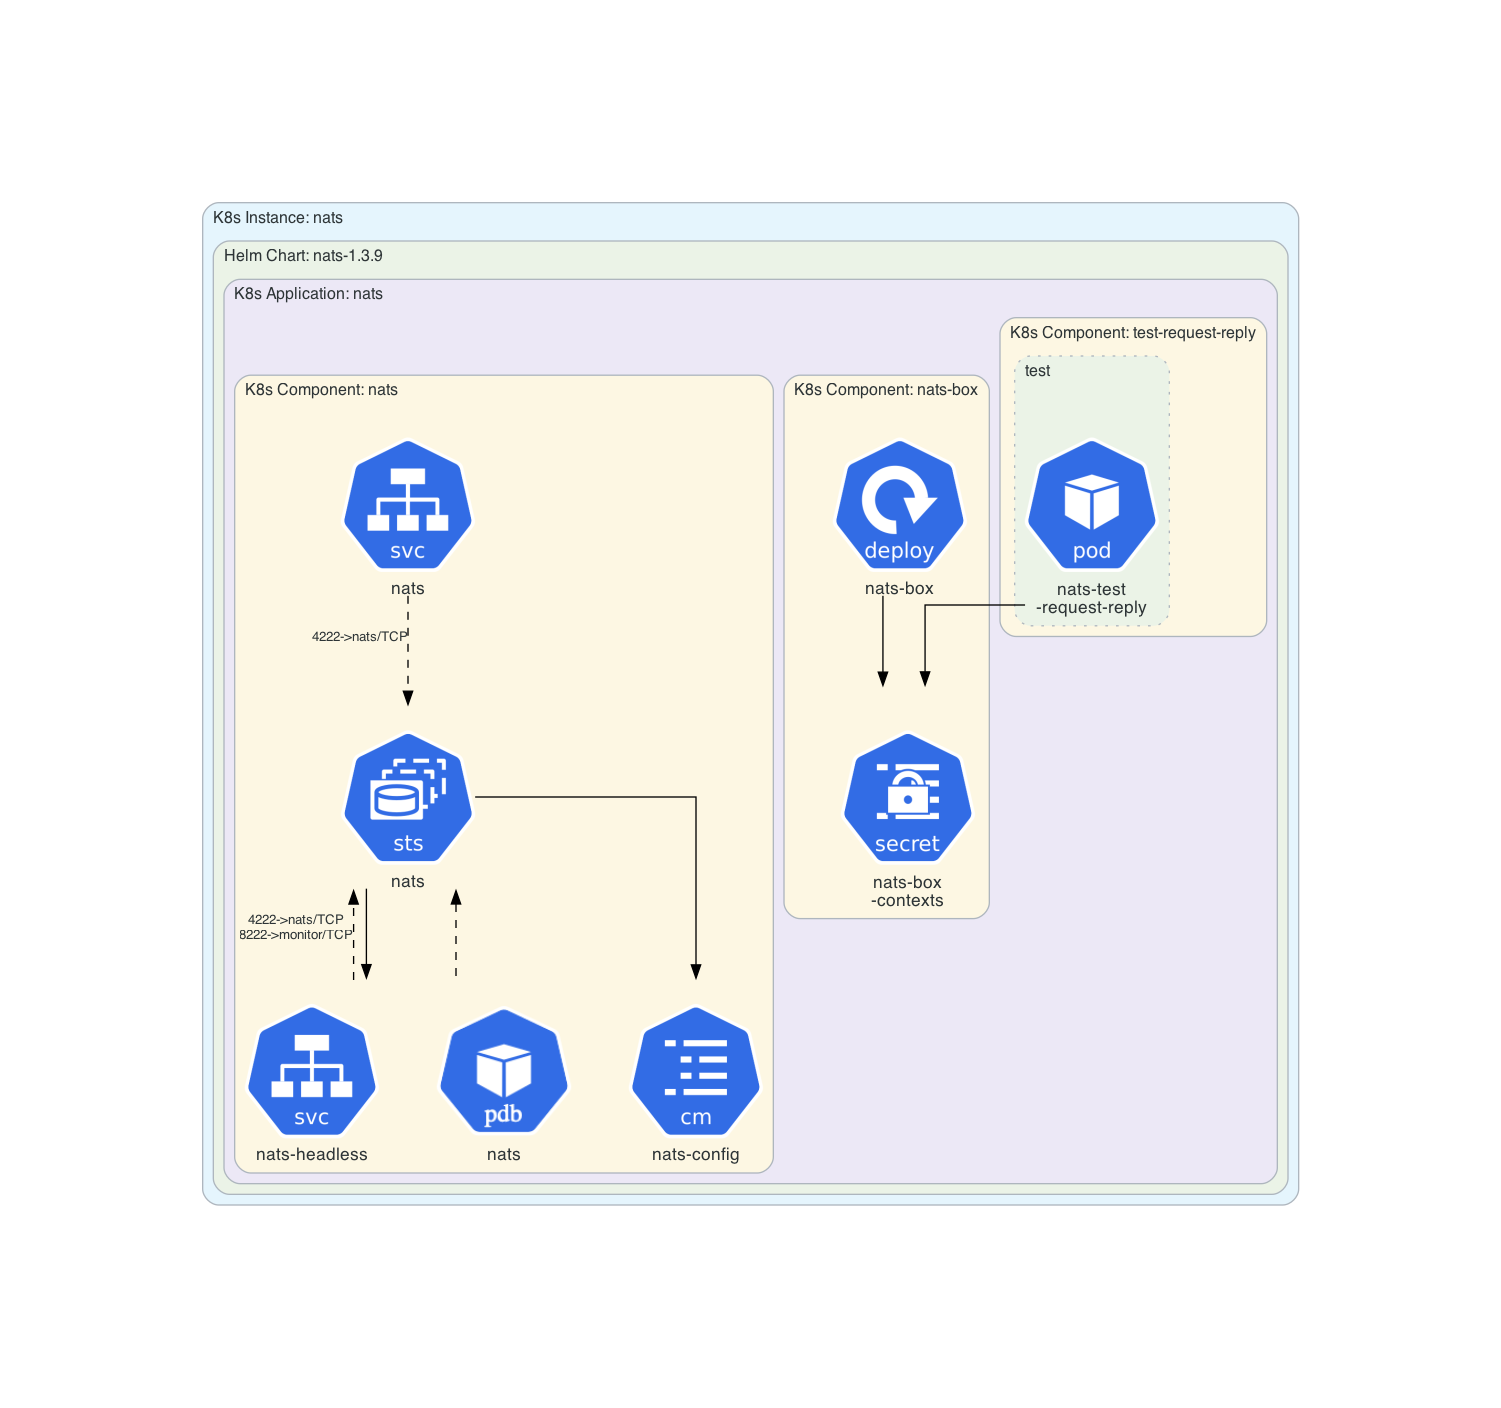 K8s Instance: nats
Helm Chart: nats-1.3.9
K8s Application: nats
K8s Component: nats
svc
nats
4222->nats/TCP
sts
nats
4222->nats/TCP
8222->monitor/TCP
svc
nats-headless
pdb
nats
cm
nats-config
K8s Component: nats-box
deploy
nats-box
secret
nats-box
-contexts
K8s Component: test-request-reply
test
pod
nats-test
-request-reply